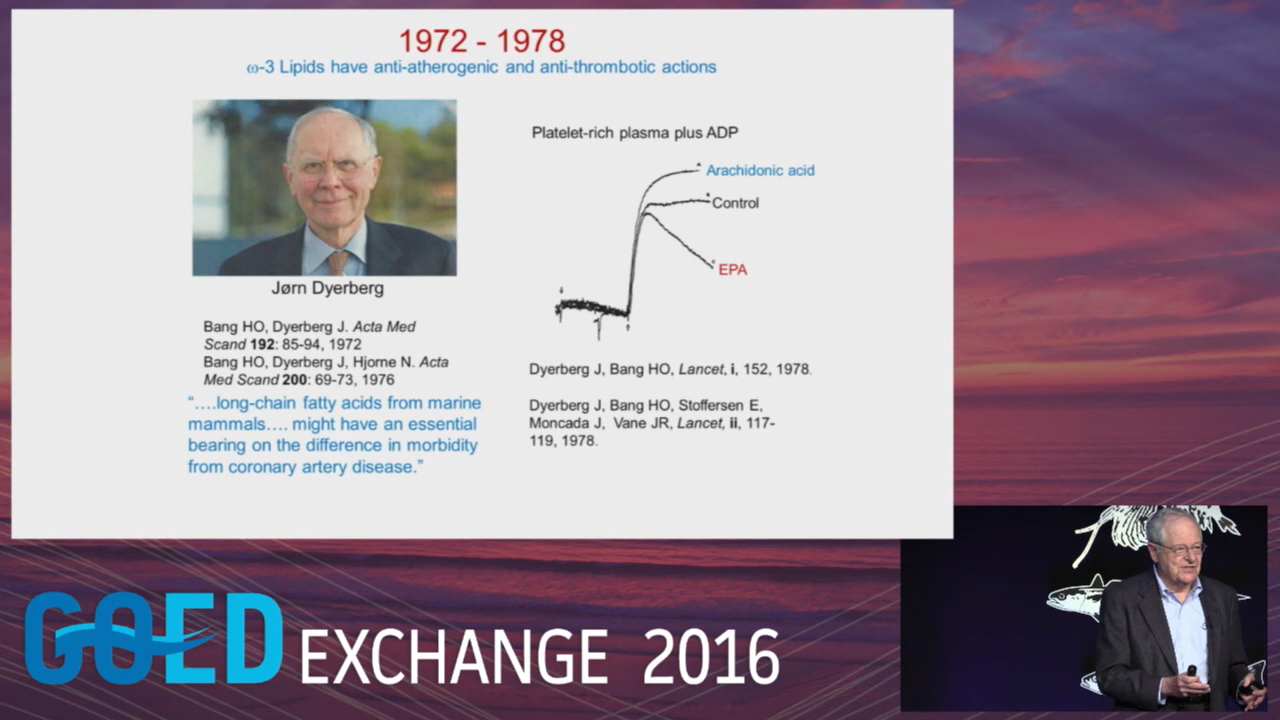 1972 - 1978
ω-3 Lipids have anti-atherogenic and anti-thrombotic actions
Jørn Dyerberg
Bang HO, Dyerberg J. Acta Med
Scand 192: 85-94, 1972
Bang HO, Dyerberg J, Hjorne N. Acta
Med Scand 200: 69-73, 1976
“....long-chain fatty acids from marine
mammals.... might have an essential
bearing on the difference in morbidity
from coronary artery disease.”
Platelet-rich plasma plus ADP
Arachidonic acid
Control
EPA
Dyerberg J, Bang HO, Lancet, i, 152, 1978.
Dyerberg J, Bang HO, Stoffersen E,
Moncada J, Vane JR, Lancet, ii, 117-
119, 1978.
GOED EXCHANGE 2016